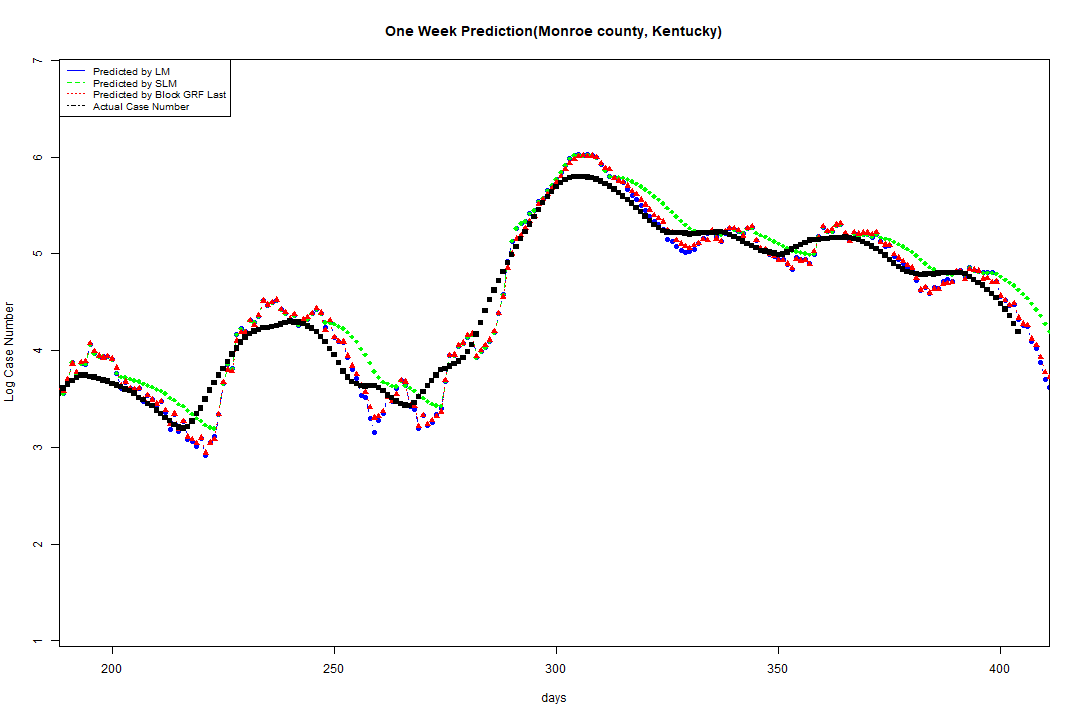 One Week Prediction(Monroe county, Kentucky)
Predicted by LM
Predicted by SLM
Predicted by Block GRF Last
Actual Case Number
7
6
5
4
3
2
1
Log Case Number
200 250 300 350 400
days